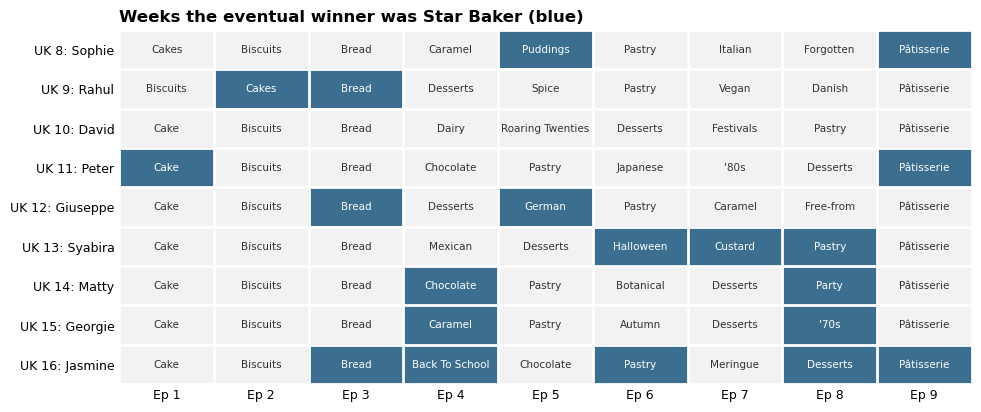 Weeks the eventual winner was Star Baker (blue)
UK 8: Sophie Cakes Biscuits Bread Caramel Puddings Pastry Italian Forgotten Pâtisserie
UK 9: Rahul Biscuits Cakes Bread Desserts Spice Pastry Vegan Danish Pâtisserie
UK 10: David Cake Biscuits Bread Dairy Roaring Twenties Desserts Festivals Pastry Pâtisserie
UK 11: Peter Cake Biscuits Bread Chocolate Pastry Japanese '80s Desserts Pâtisserie
UK 12: Giuseppe Cake Biscuits Bread Desserts German Pastry Caramel Free-from Pâtisserie
UK 13: Syabira Cake Biscuits Bread Mexican Desserts Halloween Custard Pastry Pâtisserie
UK 14: Matty Cake Biscuits Bread Chocolate Pastry Botanical Desserts Party Pâtisserie
UK 15: Georgie Cake Biscuits Bread Caramel Pastry Autumn Desserts '70s Pâtisserie
UK 16: Jasmine Cake Biscuits Bread Back To School Chocolate Pastry Meringue Desserts Pâtisserie
Ep 1 Ep 2 Ep 3 Ep 4 Ep 5 Ep 6 Ep 7 Ep 8 Ep 9